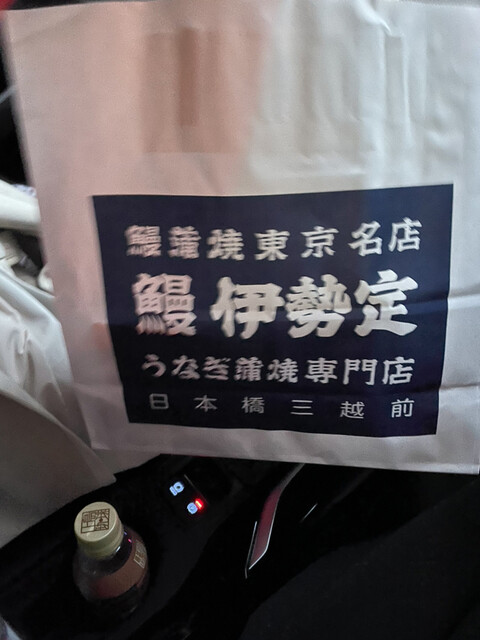 鰻蒲焼東京名店
鰻 伊勢定
うなぎ蒲焼専門店
日本橋三越前